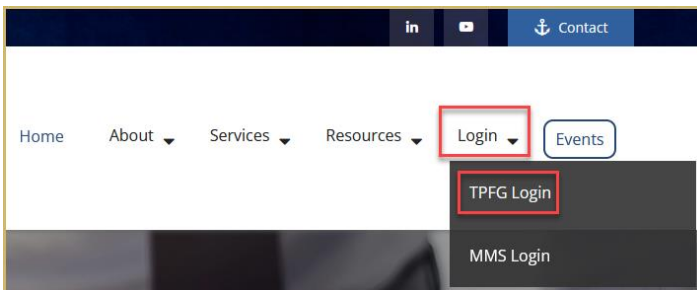 in Contact
Home About Services Resources Login Events
TPFG Login
MMS Login